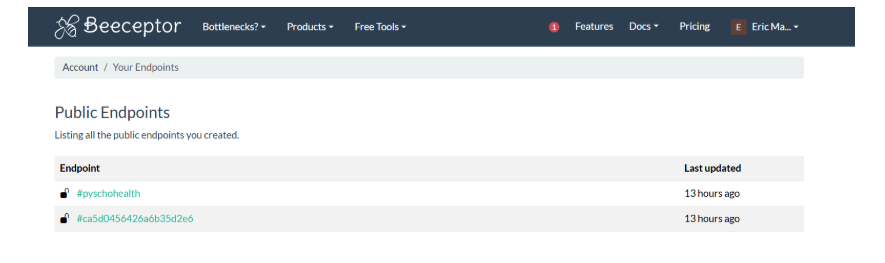 Beeceptor Bottlenecks? Products Free Tools 1 Features Docs Pricing E Eric Ma...
Account / Your Endpoints
Public Endpoints
Listing all the public endpoints you created.
Endpoint Last updated
#pyschohealth 13 hours ago
#ca5d0456426a6b35d2e6 13 hours ago